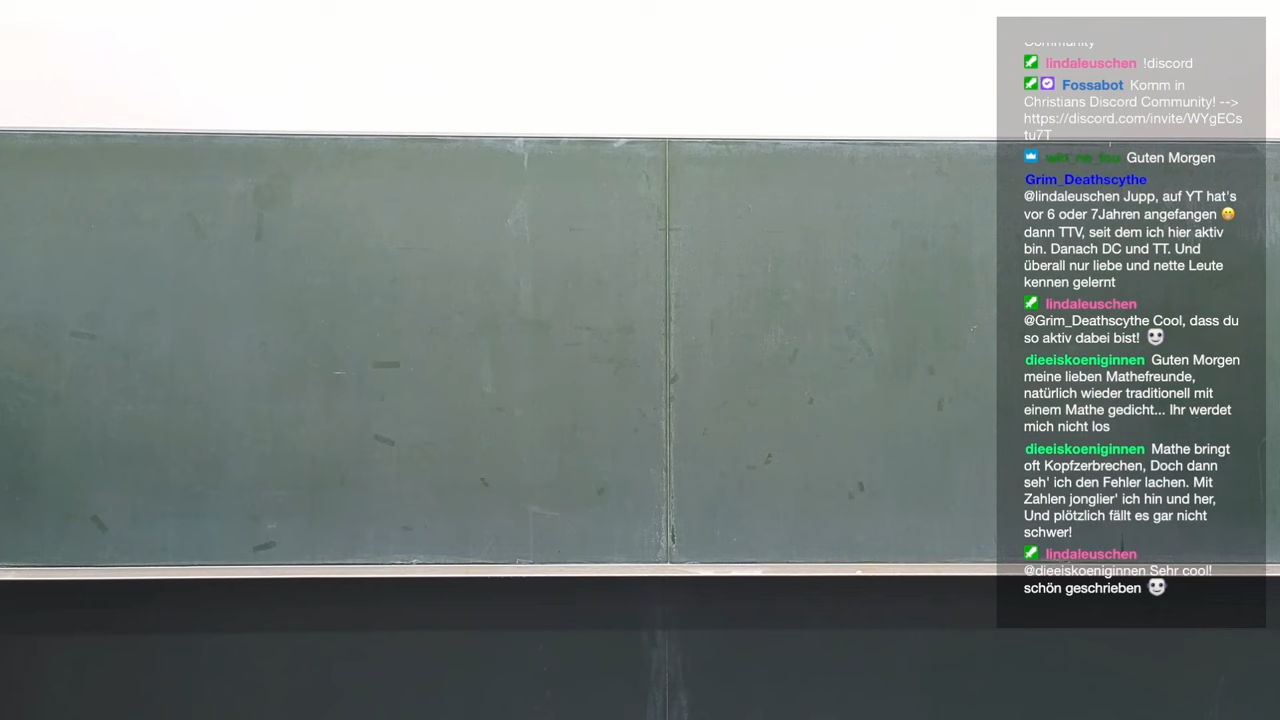 Community
lindaleuschen !discord
Fossabot Komm in
Christians Discord Community! -->
https://discord.com/invite/WYgECs
tu7T
Guten Morgen
Grim_Deathscythe
@lindaleuschen Jupp, auf YT hat's
vor 6 oder 7Jahren angefangen
dann TTV, seit dem ich hier aktiv
bin. Danach DC und TT. Und
überall nur liebe und nette Leute
kennen gelernt
lindaleuschen
@Grim_Deathscythe Cool, dass du
so aktiv dabei bist!
dieeiskoeniginnen Guten Morgen
meine lieben Mathefreunde,
natürlich wieder traditionell mit
einem Mathe gedicht... Ihr werdet
mich nicht los
dieeiskoeniginnen Mathe bringt
oft Kopfzerbrechen, Doch dann
seh' ich den Fehler lachen. Mit
Zahlen jonglier' ich hin und her,
Und plötzlich fällt es gar nicht
schwer!
lindaleuschen
@dieeiskoeniginnen Sehr cool!
schön geschrieben